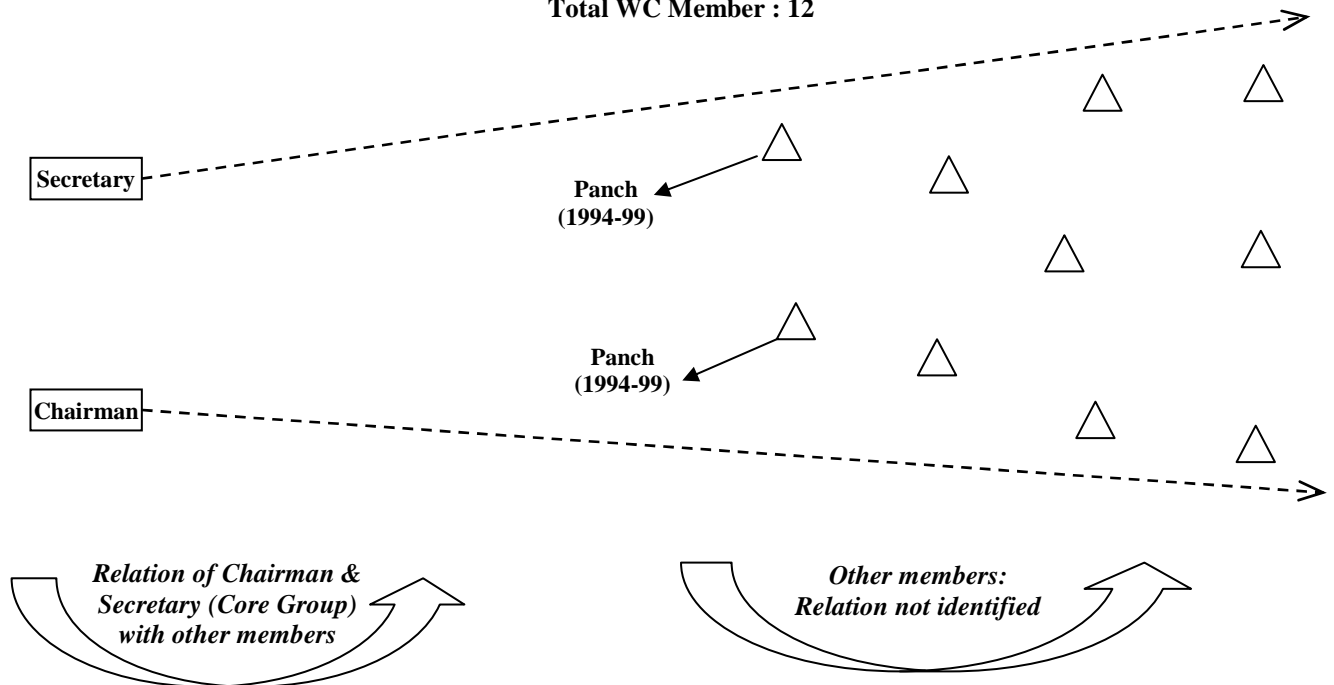 Total WC Member : 12
Secretary
Panch
(1994-99)
Panch
(1994-99)
Chairman
Relation of Chairman &
Secretary (Core Group)
with other members
Other members:
Relation not identified